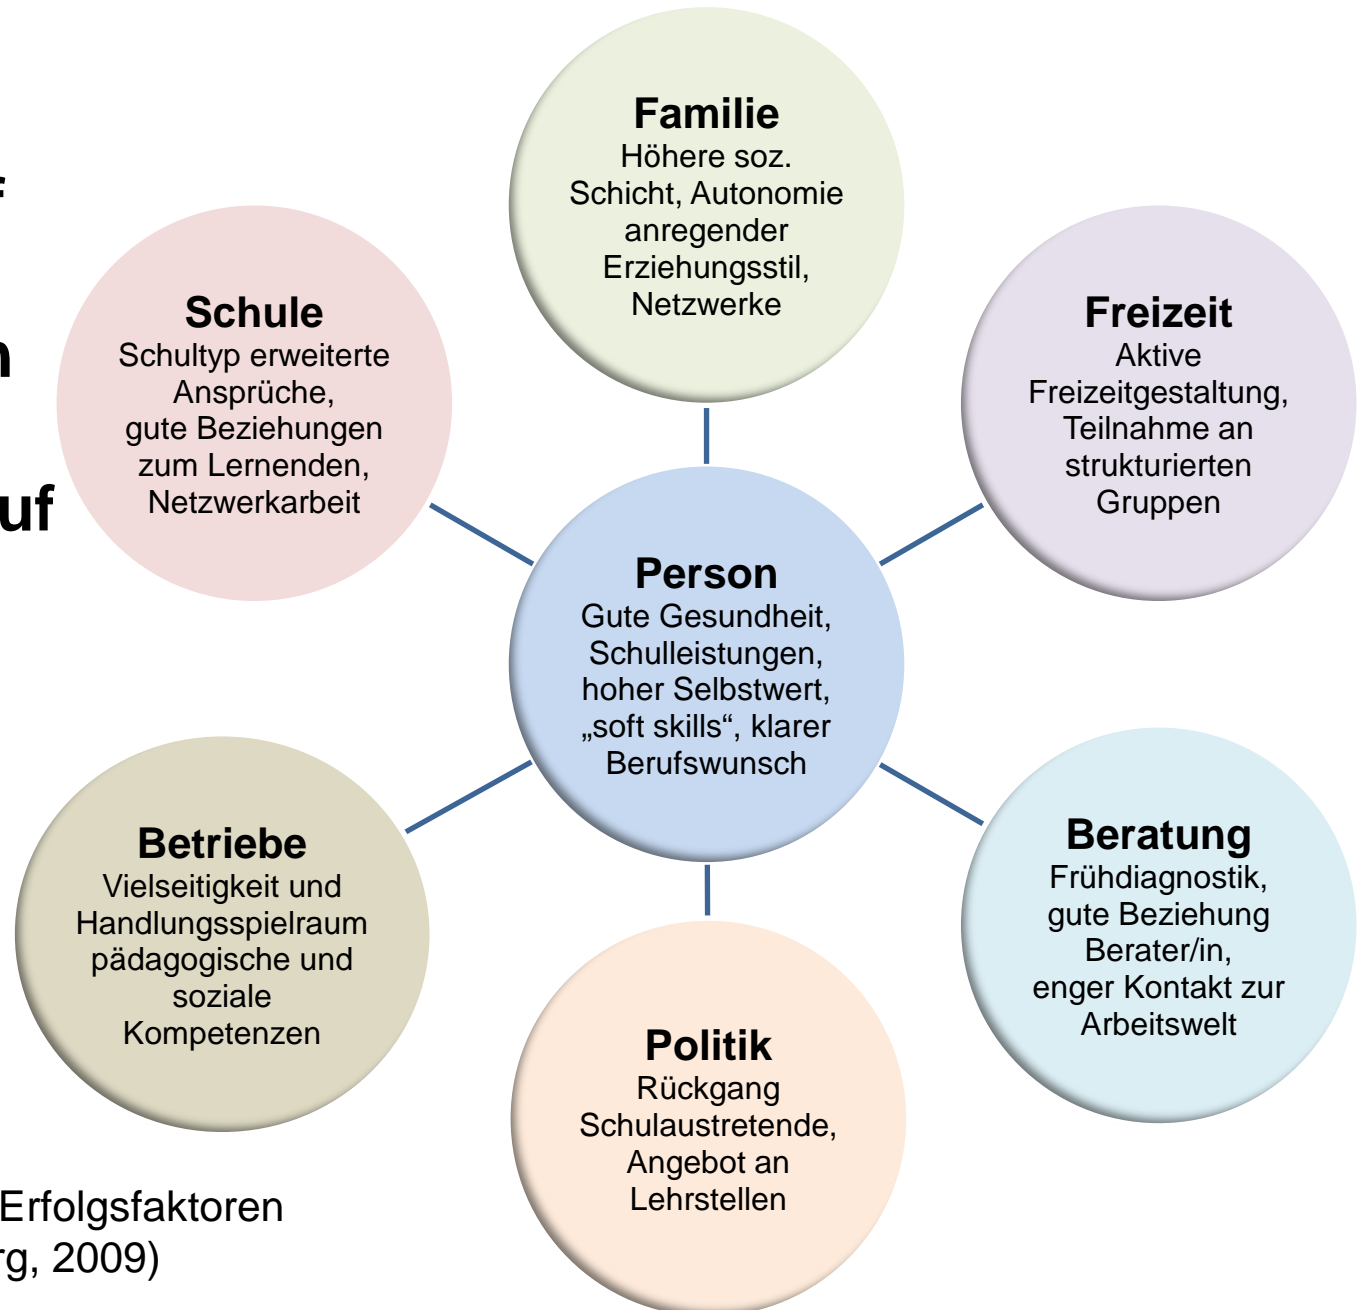 Familie
Höhere soz.
Schicht, Autonomie
anregender
Erziehungsstil,
Netzwerke
Schule
Schultyp erweiterte
Ansprüche,
gute Beziehungen
zum Lernenden,
Netzwerkarbeit
Freizeit
Aktive
Freizeitgestaltung,
Teilnahme an
strukturierten
Gruppen
uf
Person
Gute Gesundheit,
Schulleistungen,
hoher Selbstwert,
„soft skills“, klarer
Berufswunsch
Betriebe
Vielseitigkeit und
Handlungsspielraum
pädagogische und
soziale
Kompetenzen
Beratung
Frühdiagnostik,
gute Beziehung
Berater/in,
enger Kontakt zur
Arbeitswelt
Politik
Rückgang
Schulaustretende,
Angebot an
Lehrstellen
Erfolgsfaktoren
rg, 2009)